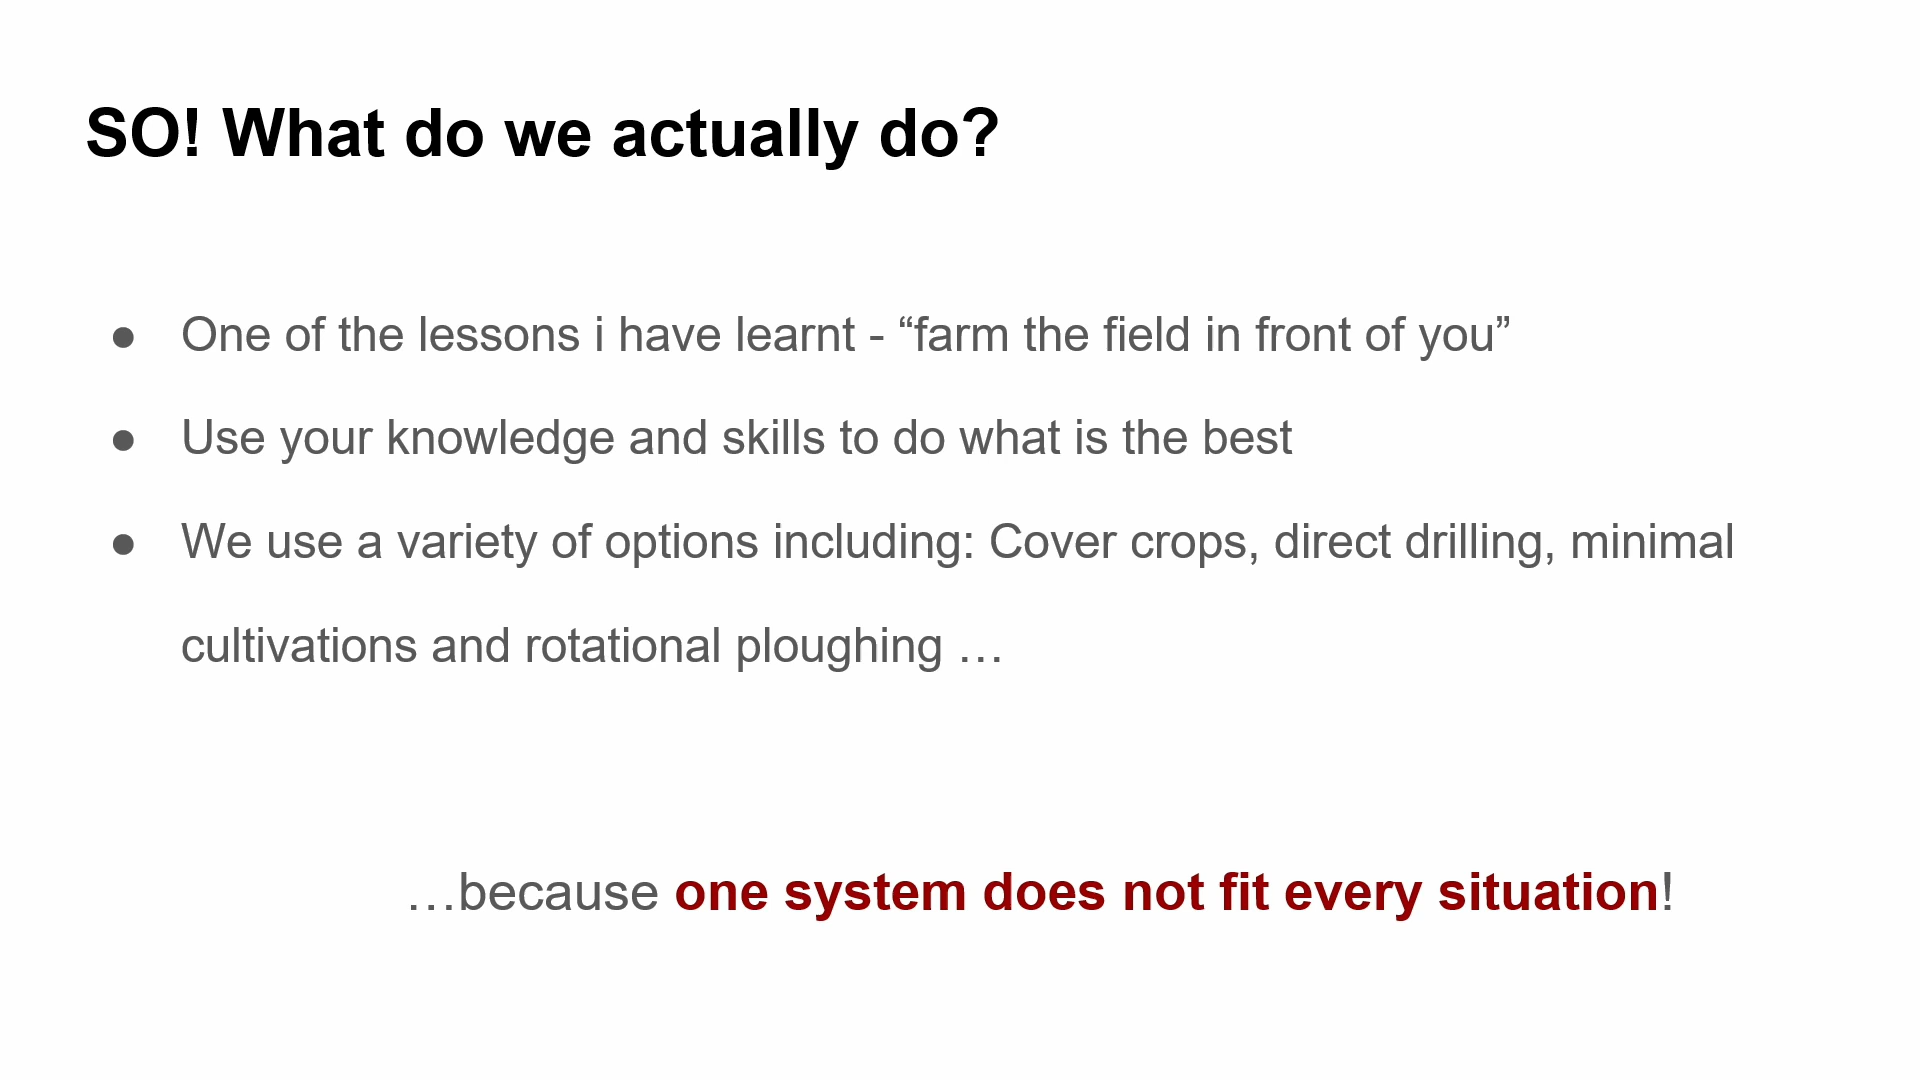 SO! What do we actually do?
● One of the lessons i have learnt - “farm the field in front of you”
● Use your knowledge and skills to do what is the best
● We use a variety of options including: Cover crops, direct drilling, minimal
cultivations and rotational ploughing …
…because one system does not fit every situation!